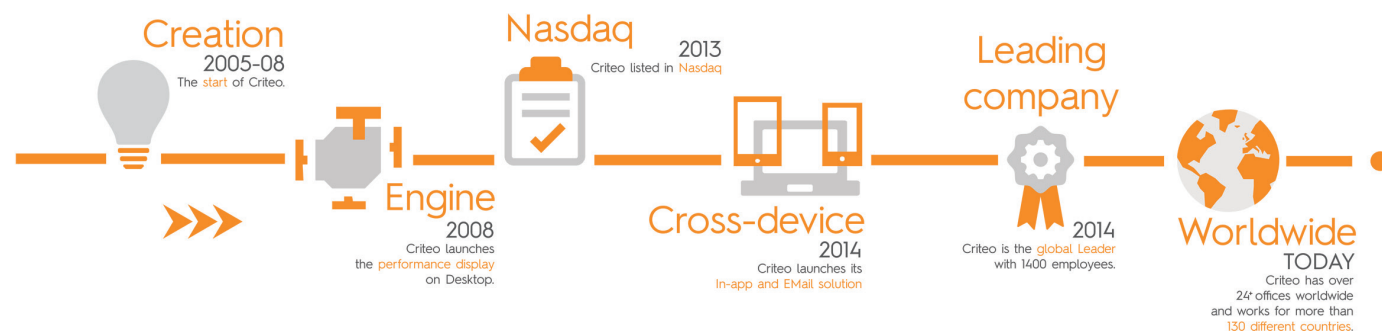 Creation
2005-08
The start of Criteo.
Engine
2008
Criteo launches
the performance display
on Desktop.
Nasdaq
2013
Criteo listed in Nasdaq
Cross-device
2014
Criteo launches its
In-app and EMail solution
Leading
company
2014
Criteo is the global Leader
with 1400 employees.
Worldwide
TODAY
Criteo has over
24+ offices worldwide
and works for more than
130 different countries.